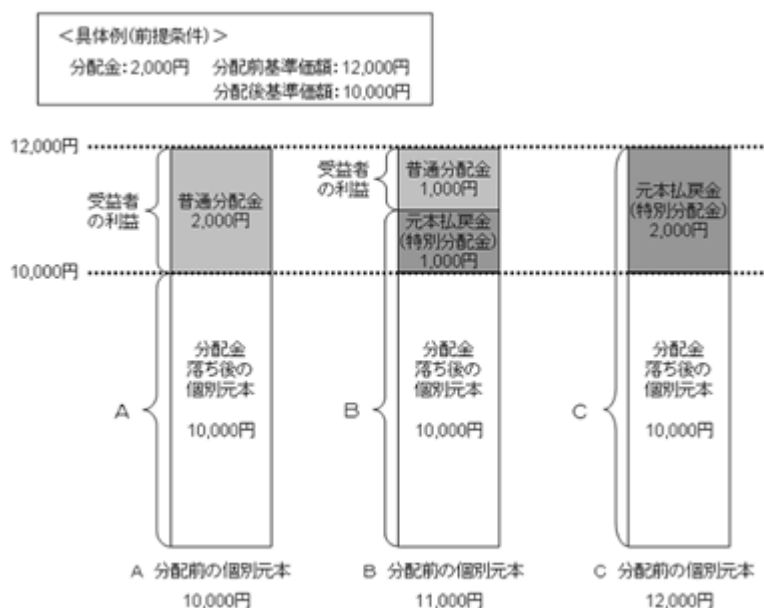 ＜具体例(前提条件)＞
分配金：2,000円　分配前基準価額：12,000円
分配後基準価額：10,000円
12,000円
受益者
の利益
普通分配金
2,000円
10,000円
A
分配金
落ち後の
個別元本
10,000円
A 分配前の個別元本
10,000円
受益者
の利益
普通分配金
1,000円
元本払戻金
(特別分配金)
1,000円
B
分配金
落ち後の
個別元本
10,000円
B 分配前の個別元本
11,000円
元本払戻金
(特別分配金)
2,000円
C
分配金
落ち後の
個別元本
10,000円
C 分配前の個別元本
12,000円